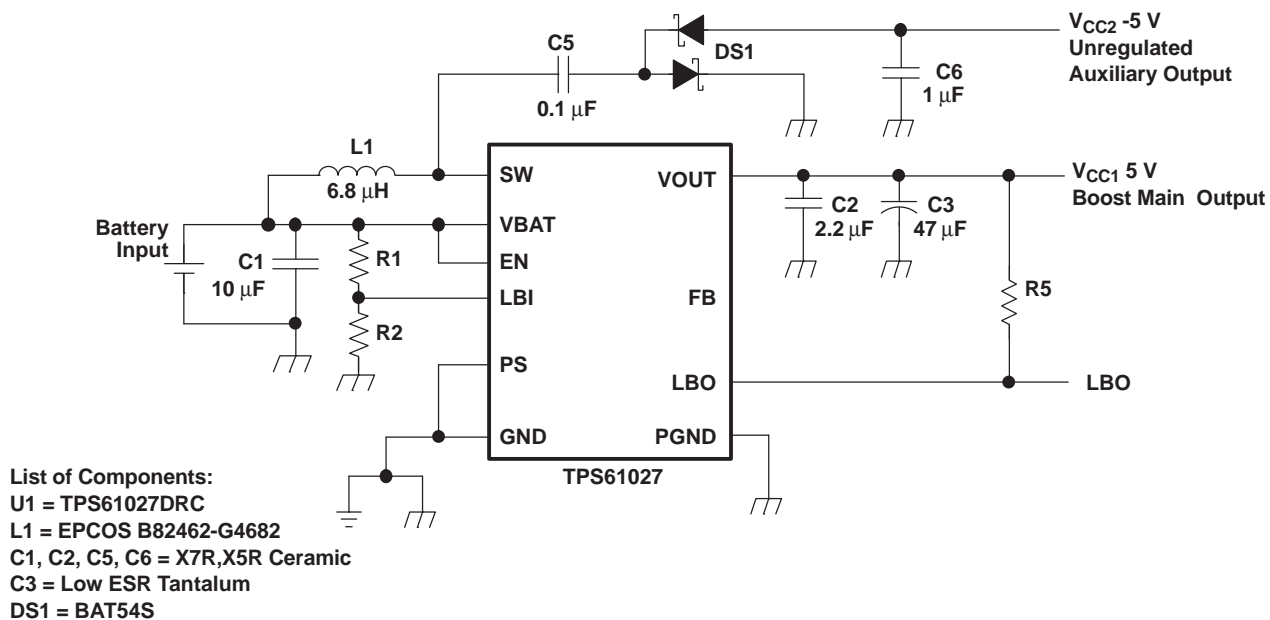 C5
0.1 μF
DS1
C6
1 μF
VCC2 -5 V
Unregulated
Auxiliary Output
L1
6.8 μH
SW
VOUT
VCC1 5 V
Boost Main Output
C2
2.2 μF
C3
47 μF
Battery
Input
C1
10 μF
R1
R2
VBAT
EN
LBI
FB
R5
PS
LBO
LBO
GND
PGND
TPS61027
List of Components:
U1 = TPS61027DRC
L1 = EPCOS B82462-G4682
C1, C2, C5, C6 = X7R,X5R Ceramic
C3 = Low ESR Tantalum
DS1 = BAT54S